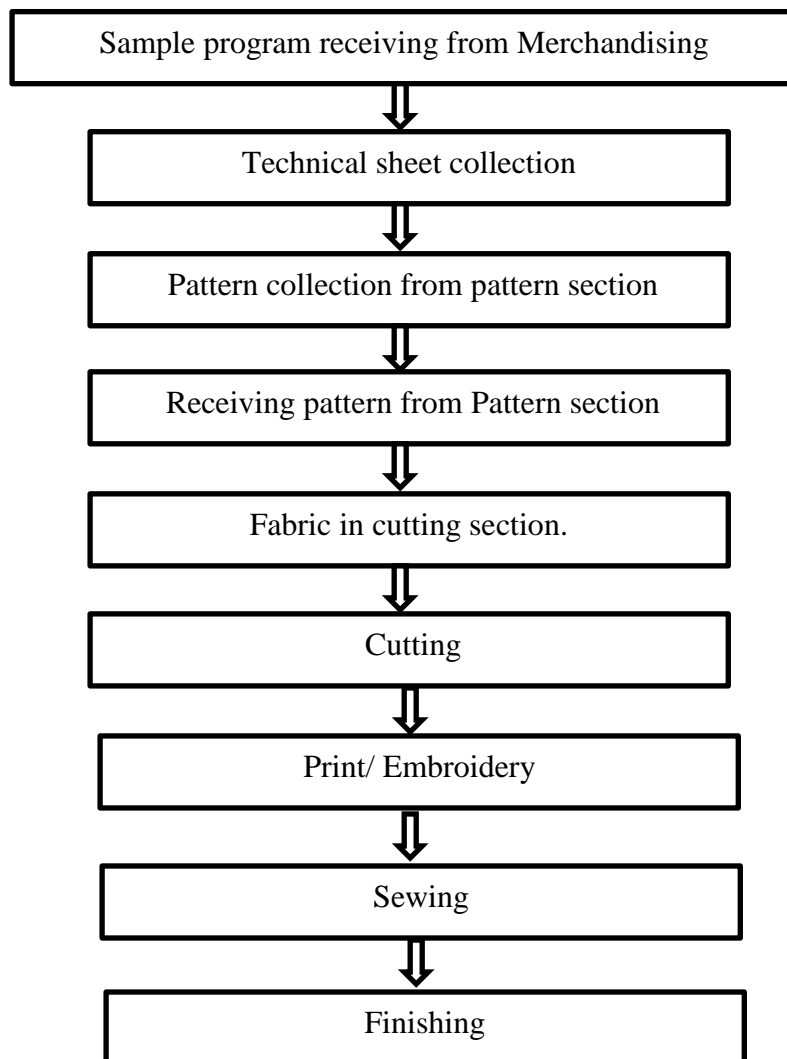 Sample program receiving from Merchandising
Technical sheet collection
Pattern collection from pattern section
Receiving pattern from Pattern section
Fabric in cutting section.
Cutting
Print/ Embroidery
Sewing
Finishing